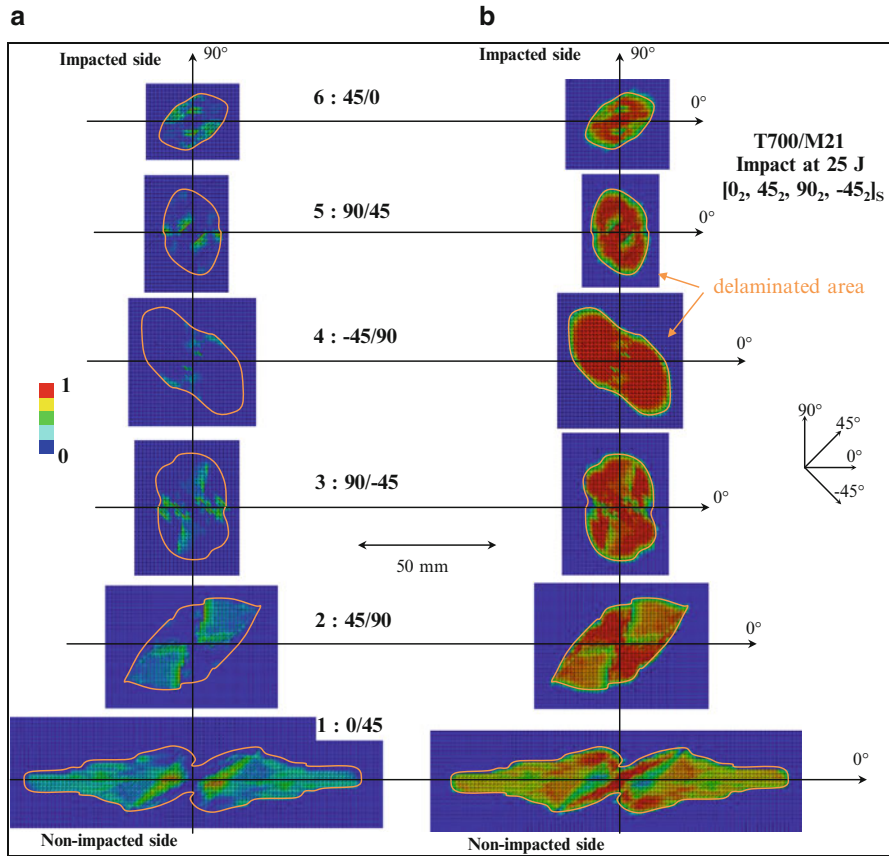 a
b
90°
90°
Impacted side
Impacted side
6 : 45/0
0°
T700/M21
Impact at 25 J
[0₂, 45₂, 90₂, -45₂]S
5 : 90/45
0°
delaminated area
4 : -45/90
0°
1
0
90°
45°
0°
-45°
3 : 90/-45
0°
50 mm
2 : 45/90
0°
1 : 0/45
0°
Non-impacted side
Non-impacted side